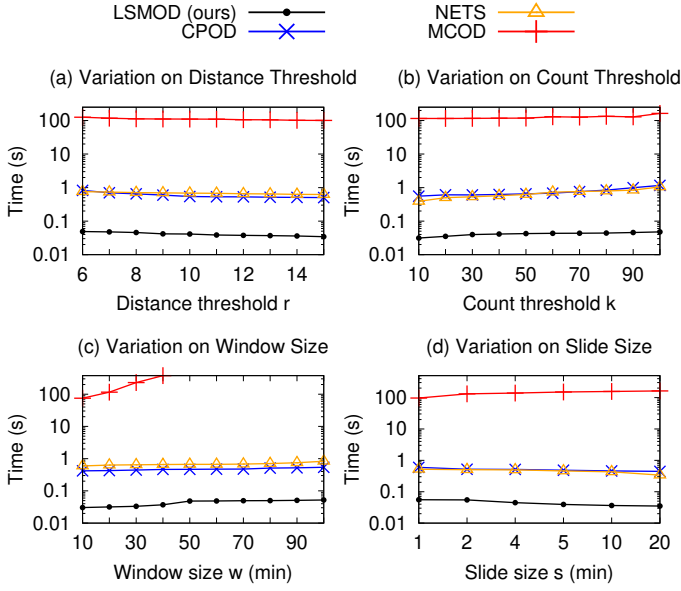 LSMOD (ours)
CPOD
NETS
MCOD
(a) Variation on Distance Threshold
Time (s)
100
1
0.1
0.01
6 8 10 12 14
Distance threshold r
(b) Variation on Count Threshold
Time (s)
100
1
0.1
0.01
10 30 50 70 90
Count threshold k
(c) Variation on Window Size
Time (s)
100
1
0.1
0.01
10 30 50 70 90
Window size w (min)
(d) Variation on Slide Size
Time (s)
100
1
0.1
0.01
1 2 4 5 10 20
Slide size s (min)